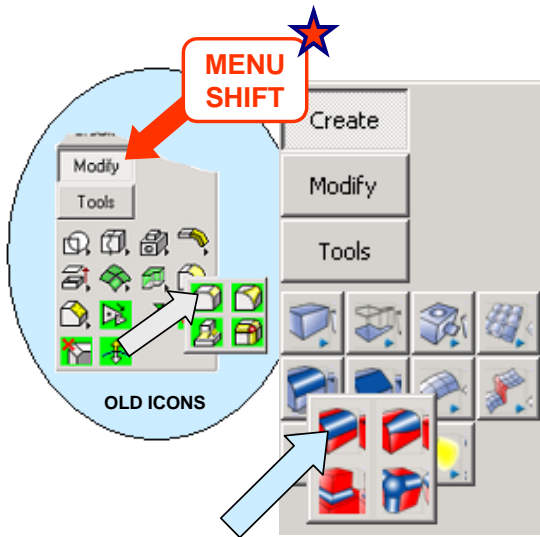 MENU
SHIFT
Create
Modify
Tools
Modify
Tools
OLD ICONS